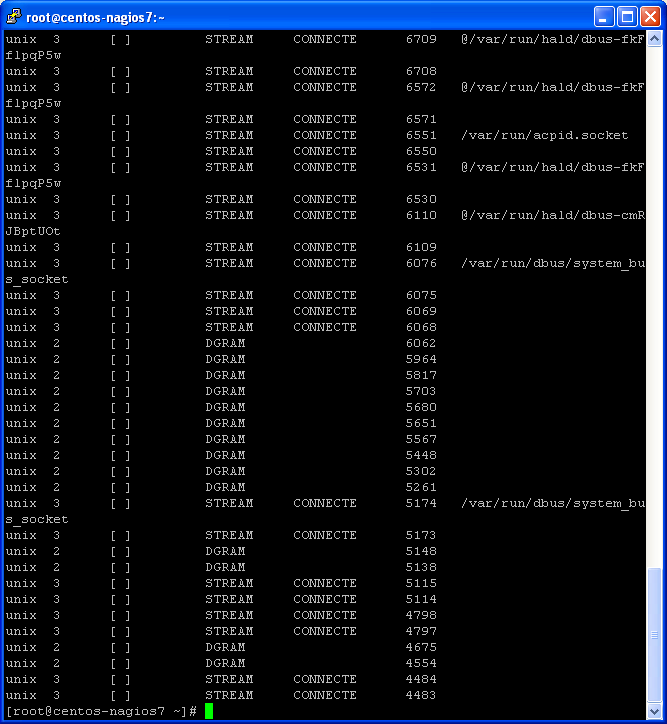 root@centos-nagios7:~
unix 3 [ ] STREAM CONNECTE 6709 @/var/run/hald/dbus-fkF
flpqP5w
unix 3 [ ] STREAM CONNECTE 6708
unix 3 [ ] STREAM CONNECTE 6572 @/var/run/hald/dbus-fkF
flpqP5w
unix 3 [ ] STREAM CONNECTE 6571
unix 3 [ ] STREAM CONNECTE 6551 /var/run/acpid.socket
unix 3 [ ] STREAM CONNECTE 6550
unix 3 [ ] STREAM CONNECTE 6531 @/var/run/hald/dbus-fkF
flpqP5w
unix 3 [ ] STREAM CONNECTE 6530
unix 3 [ ] STREAM CONNECTE 6110 @/var/run/hald/dbus-cmR
JBptUOt
unix 3 [ ] STREAM CONNECTE 6109
unix 3 [ ] STREAM CONNECTE 6076 /var/run/dbus/system_bu
s_socket
unix 3 [ ] STREAM CONNECTE 6075
unix 3 [ ] STREAM CONNECTE 6069
unix 3 [ ] STREAM CONNECTE 6068
unix 2 [ ] DGRAM 6062
unix 2 [ ] DGRAM 5964
unix 2 [ ] DGRAM 5817
unix 2 [ ] DGRAM 5703
unix 2 [ ] DGRAM 5680
unix 2 [ ] DGRAM 5651
unix 2 [ ] DGRAM 5567
unix 2 [ ] DGRAM 5448
unix 2 [ ] DGRAM 5302
unix 2 [ ] DGRAM 5261
unix 3 [ ] STREAM CONNECTE 5174 /var/run/dbus/system_bu
s_socket
unix 3 [ ] STREAM CONNECTE 5173
unix 2 [ ] DGRAM 5148
unix 2 [ ] DGRAM 5138
unix 3 [ ] STREAM CONNECTE 5115
unix 3 [ ] STREAM CONNECTE 5114
unix 3 [ ] STREAM CONNECTE 4798
unix 3 [ ] STREAM CONNECTE 4797
unix 2 [ ] DGRAM 4675
unix 2 [ ] DGRAM 4554
unix 3 [ ] STREAM CONNECTE 4484
unix 3 [ ] STREAM CONNECTE 4483
[root@centos-nagios7 ~]#